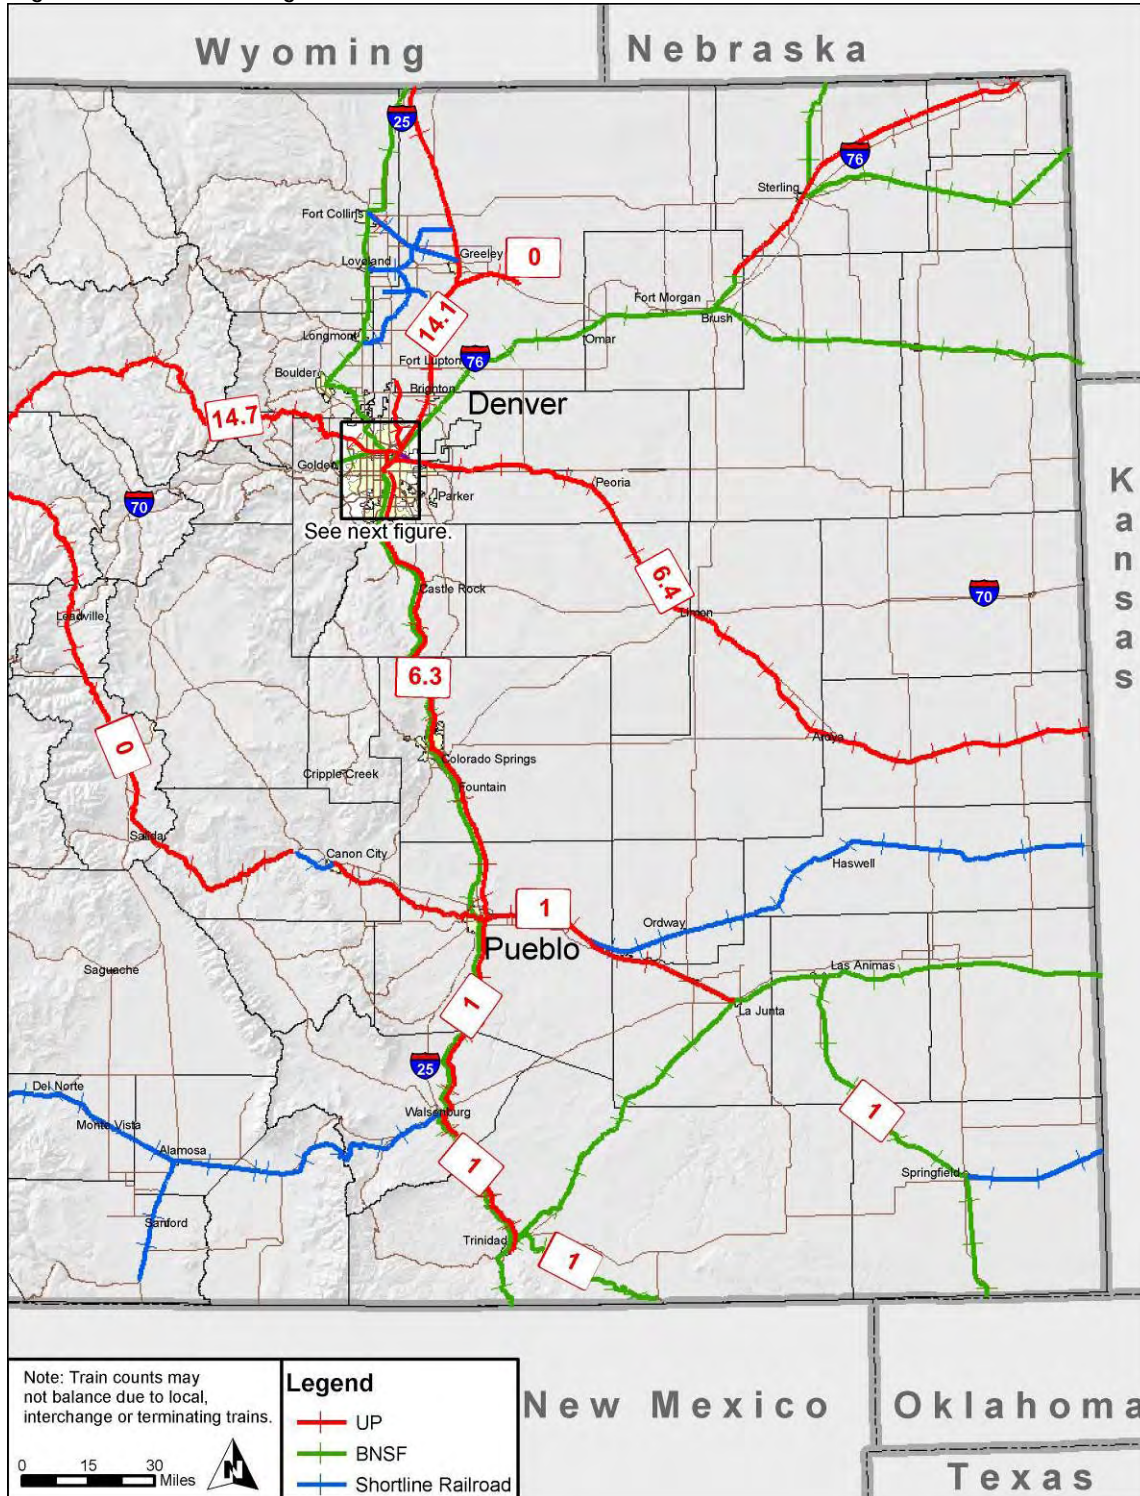 Wyoming
Nebraska
25
76
Sterling
Fort Collins
Greeley
0
Loveland
Fort Morgan
14.1
Brush
Longmont
Omar
Fort Lupton
76
Boulder
Brighton
Denver
14.7
Golden
Peoria
70
Parker
See next figure.
Kansas
6.4
Castle Rock
70
Leadville
Limon
6.3
0
Aroya
Colorado Springs
Cripple Creek
Fountain
Salida
Canon City
Haswell
1
Ordway
Pueblo
Saguache
Las Animas
1
La Junta
25
Del Norte
Walsenburg
1
Monte Vista
Alamosa
1
Springfield
Sanford
Trinidad
1
Note: Train counts may
not balance due to local,
interchange or terminating trains.
0 15 30
Miles
N
Legend
UP
BNSF
Shortline Railroad
New Mexico
Oklahoma
Texas